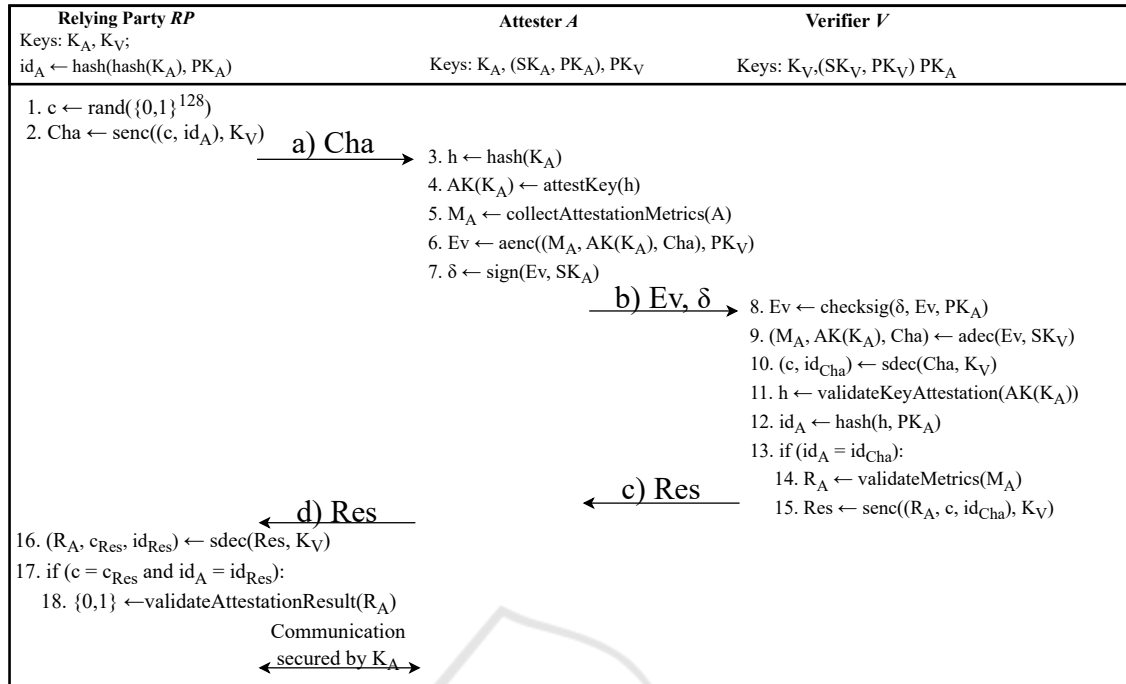 Relying Party RP
Keys: K_A, K_V;
id_A ← hash(hash(K_A), PK_A)
Attester A
Keys: K_A, (SK_A, PK_A), PK_V
Verifier V
Keys: K_V,(SK_V, PK_V) PK_A
1. c ← rand({0,1}^128)
2. Cha ← senc((c, id_A), K_V)
a) Cha
3. h ← hash(K_A)
4. AK(K_A) ← attestKey(h)
5. M_A ← collectAttestationMetrics(A)
6. Ev ← aenc((M_A, AK(K_A), Cha), PK_V)
7. δ ← sign(Ev, SK_A)
b) Ev, δ
8. Ev ← checksig(δ, Ev, PK_A)
9. (M_A, AK(K_A), Cha) ← adec(Ev, SK_V)
10. (c, id_Cha) ← sdec(Cha, K_V)
11. h ← validateKeyAttestation(AK(K_A))
12. id_A ← hash(h, PK_A)
13. if (id_A = id_Cha):
14. R_A ← validateMetrics(M_A)
15. Res ← senc((R_A, c, id_Cha), K_V)
c) Res
d) Res
16. (R_A, c_Res, id_Res) ← sdec(Res, K_V)
17. if (c = c_Res and id_A = id_Res):
18. {0,1} ←validateAttestationResult(R_A)
Communication
secured by K_A